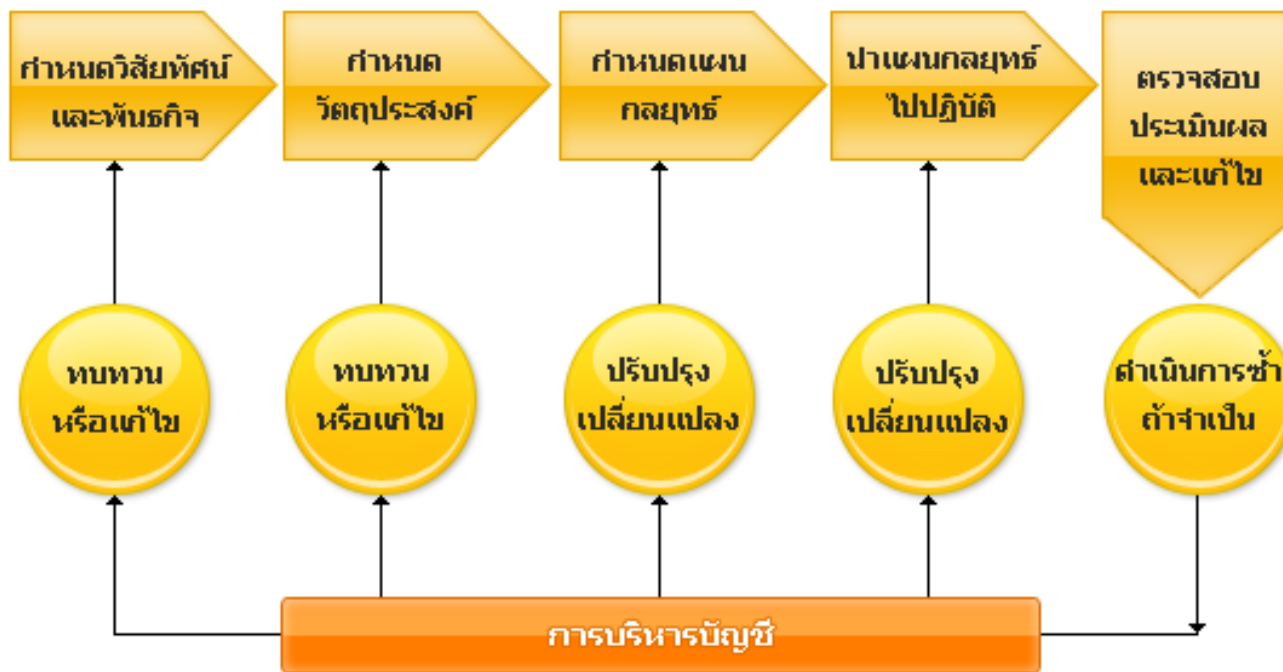 กำหนดวิสัยทัศน์
และพันธกิจ
กำหนด
วัตถุประสงค์
กำหนดแผน
กลยุทธ์
นำแผนกลยุทธ์
ไปปฏิบัติ
ตรวจสอบ
ประเมินผล
และแก้ไข
ทบทวน
หรือแก้ไข
ทบทวน
หรือแก้ไข
ปรับปรุง
เปลี่ยนแปลง
ปรับปรุง
เปลี่ยนแปลง
ดำเนินการซ้ำ
ถ้าจำเป็น
การบริหารบัญชี